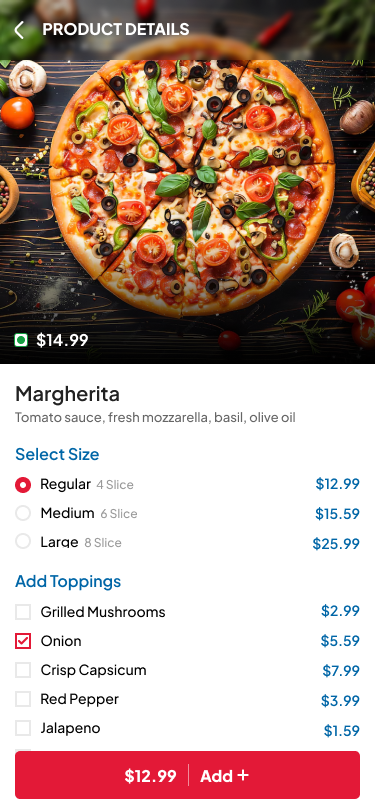 PRODUCT DETAILS
$14.99
Margherita
Tomato sauce, fresh mozzarella, basil, olive oil
Select Size
Regular 4 Slice $12.99
Medium 6 Slice $15.59
Large 8 Slice $25.99
Add Toppings
Grilled Mushrooms $2.99
Onion $5.59
Crisp Capsicum $7.99
Red Pepper $3.99
Jalapeno $1.59
$12.99 Add +